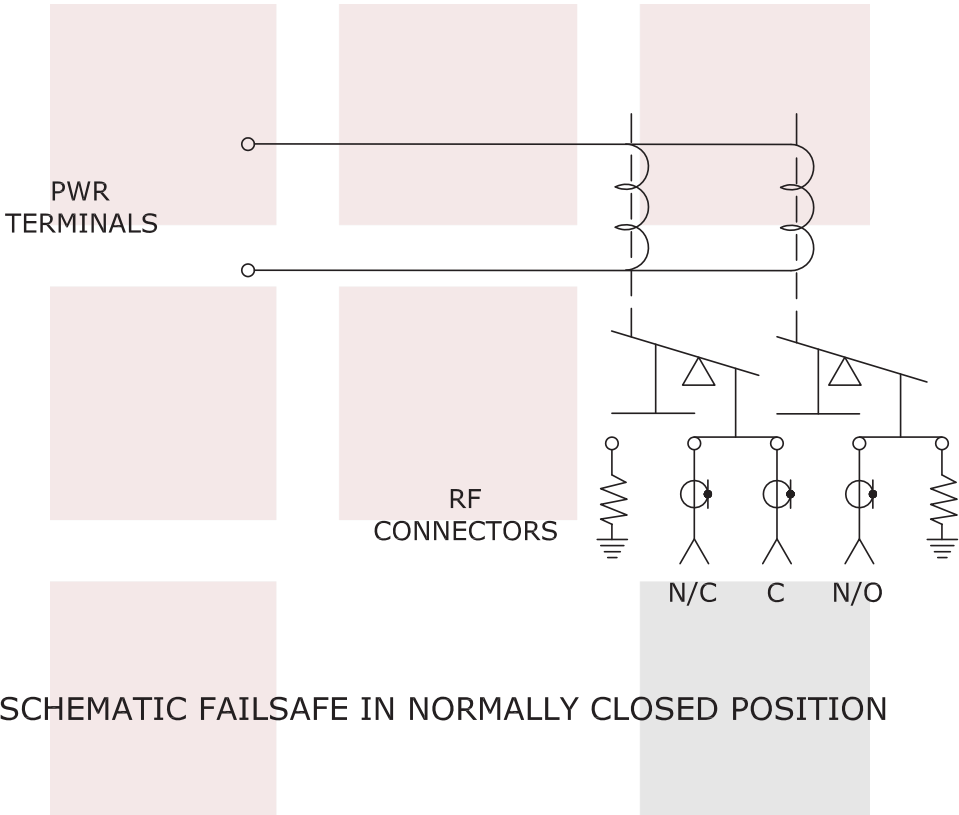 PWR
TERMINALS
RF
CONNECTORS
N/C C N/O
SCHEMATIC FAILSAFE IN NORMALLY CLOSED POSITION